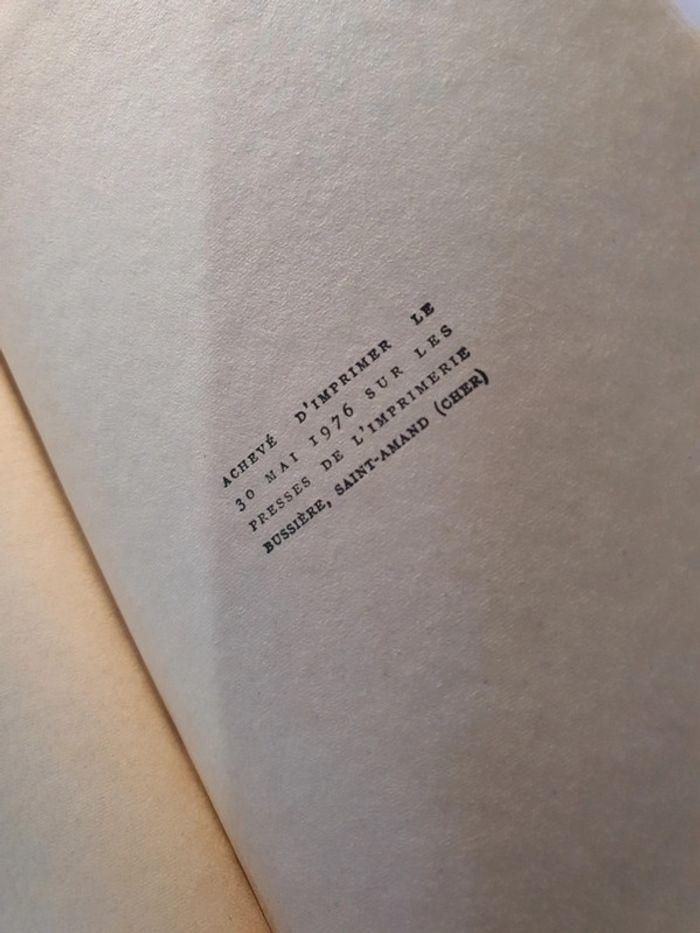 ACHEVÉ D'IMPRIMER LE
30 MAI 1976 SUR LES
PRESSES DE L'IMPRIMERIE
BUSSIÈRE, SAINT-AMAND (CHER)